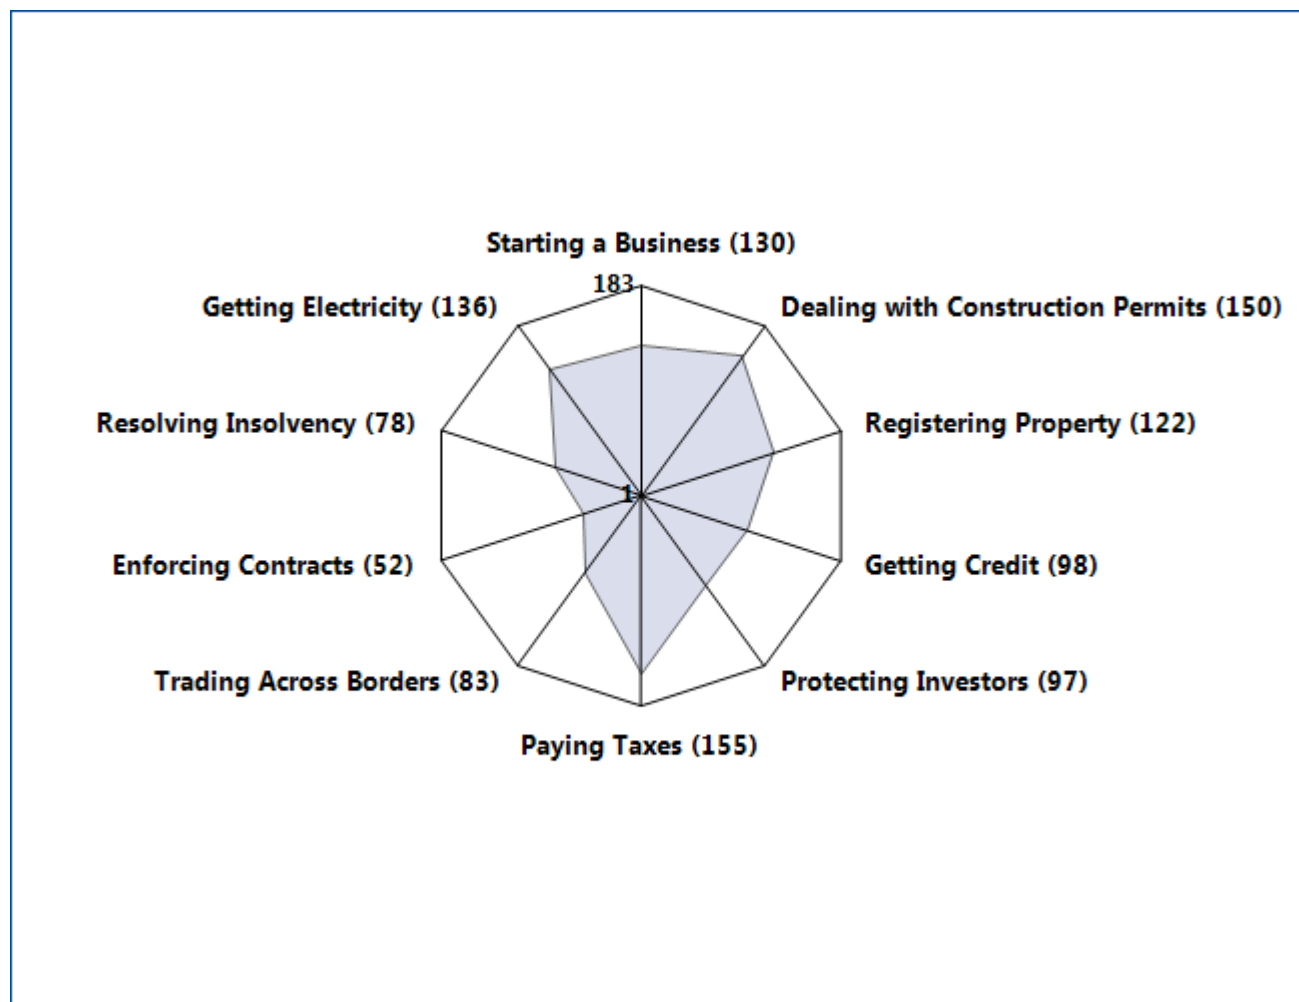 Starting a Business (130)
183
Getting Electricity (136)
Dealing with Construction Permits (150)
Resolving Insolvency (78)
Registering Property (122)
1
Enforcing Contracts (52)
Getting Credit (98)
Trading Across Borders (83)
Protecting Investors (97)
Paying Taxes (155)